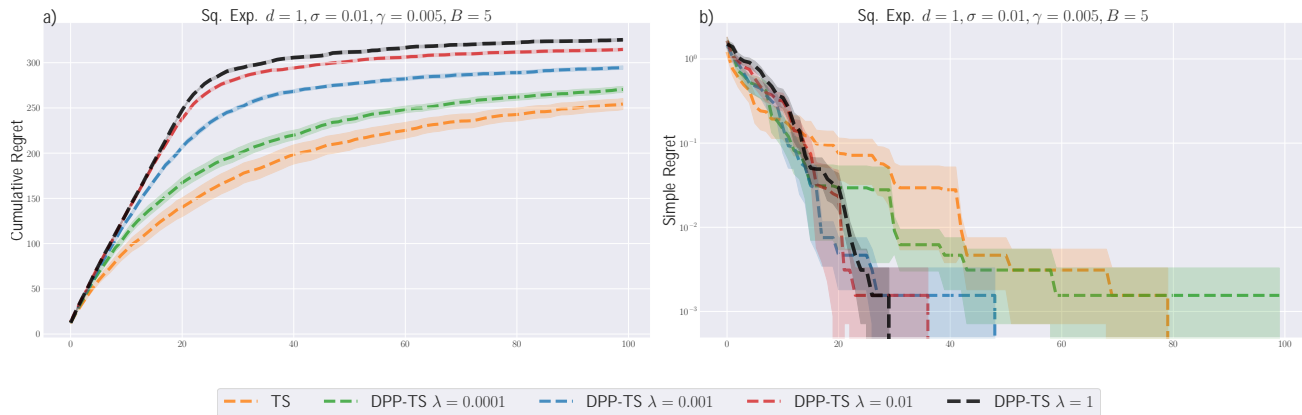 a)
Sq. Exp. d = 1, σ = 0.01, γ = 0.005, B = 5
Cumulative Regret
300
250
200
150
100
50
0
0 20 40 60 80 100
b)
Sq. Exp. d = 1, σ = 0.01, γ = 0.005, B = 5
Simple Regret
10⁰
10⁻¹
10⁻²
10⁻³
0 20 40 60 80 100
TS DPP-TS λ = 0.0001 DPP-TS λ = 0.001 DPP-TS λ = 0.01 DPP-TS λ = 1